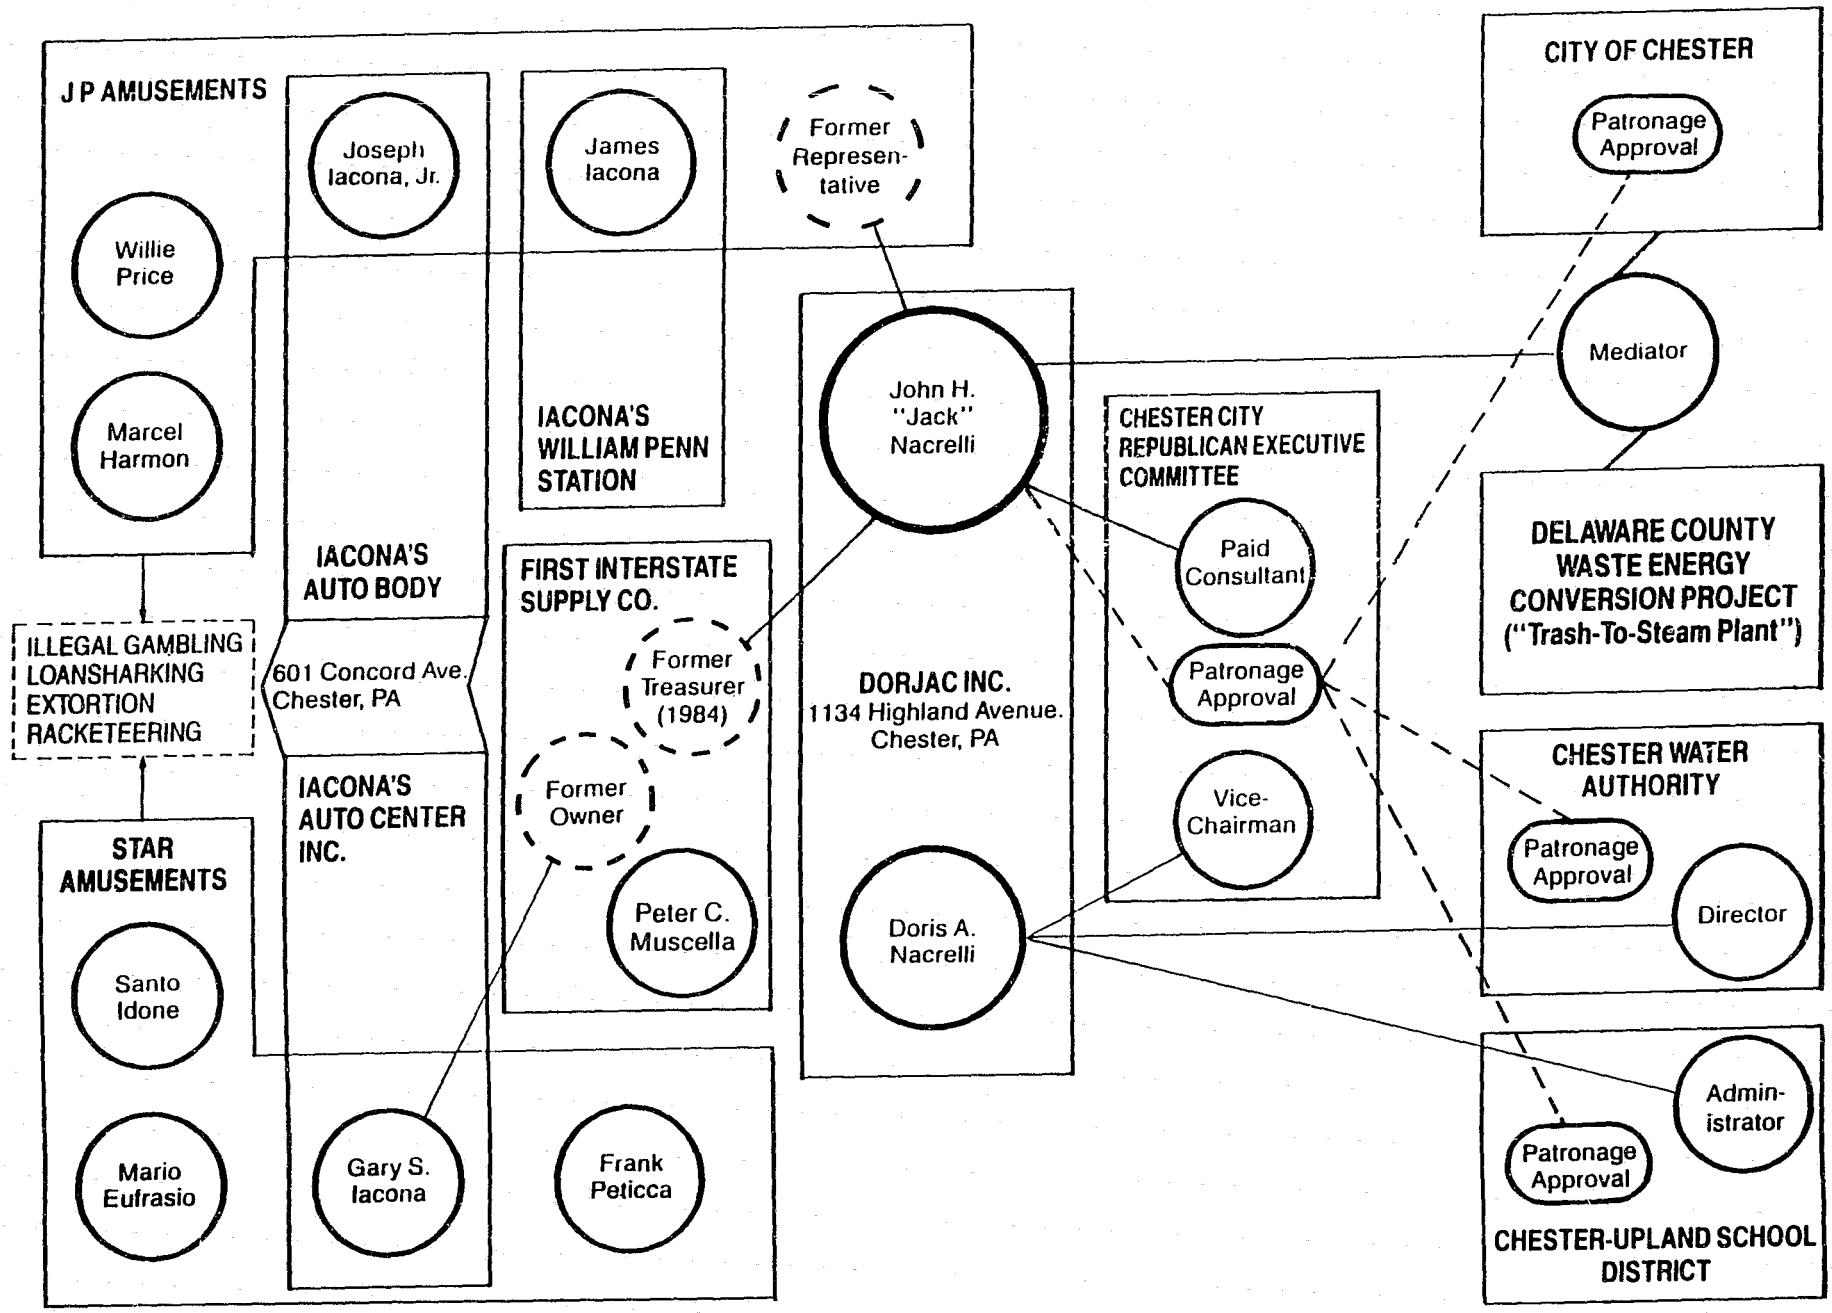 J P AMUSEMENTS
Willie
Price
Marcel
Harmon
Joseph
Iacona, Jr.
IACONA'S
AUTO BODY
James
Iacona
IACONA'S
WILLIAM PENN
STATION
Former
Represen-
tative
ILLEGAL GAMBLING
LOANSHARKING
EXTORTION
RACKETEERING
601 Concord Ave.
Chester, PA
STAR
AMUSEMENTS
Santo
Idone
Mario
Eufrasio
IACONA'S
AUTO CENTER
INC.
Gary S.
Iacona
Frank
Peticca
FIRST INTERSTATE
SUPPLY CO.
Former
Treasurer
(1984)
Former
Owner
Peter C.
Muscella
John H.
"Jack"
Nacrelli
DORJAC INC.
1134 Highland Avenue.
Chester, PA
Doris A.
Nacrelli
CHESTER CITY
REPUBLICAN EXECUTIVE
COMMITTEE
Paid
Consultant
Patronage
Approval
Vice-
Chairman
CITY OF CHESTER
Patronage
Approval
Mediator
DELAWARE COUNTY
WASTE ENERGY
CONVERSION PROJECT
("Trash-To-Steam Plant")
CHESTER WATER
AUTHORITY
Patronage
Approval
Director
Admin-
istrator
Patronage
Approval
CHESTER-UPLAND SCHOOL
DISTRICT